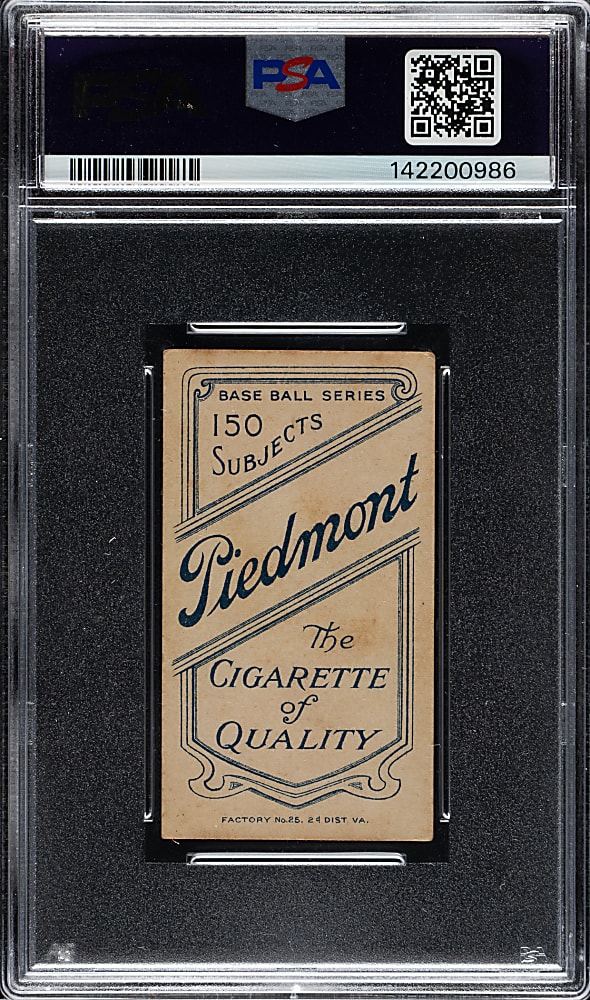 PSA
142200986
BASE BALL SERIES
150
SUBJECTS
Piedmont
The
CIGARETTE
of
QUALITY
FACTORY No. 25, 2d DIST VA.